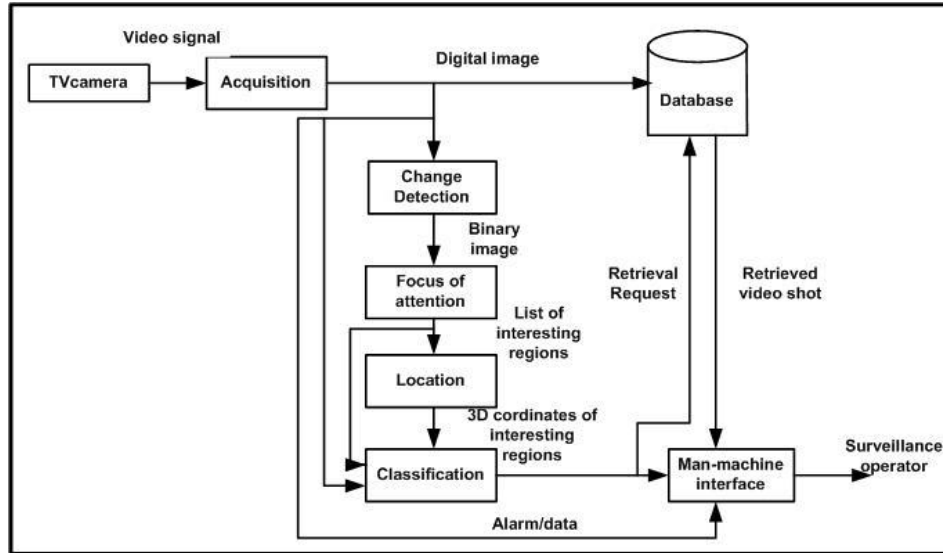 Video signal
TVcamera
Acquisition
Digital image
Database
Change
Detection
Binary
image
Focus of
attention
List of
interesting
regions
Retrieval
Request
Retrieved
video shot
Location
3D cordinates of
interesting
regions
Classification
Man-machine
interface
Surveillance
operator
Alarm/data